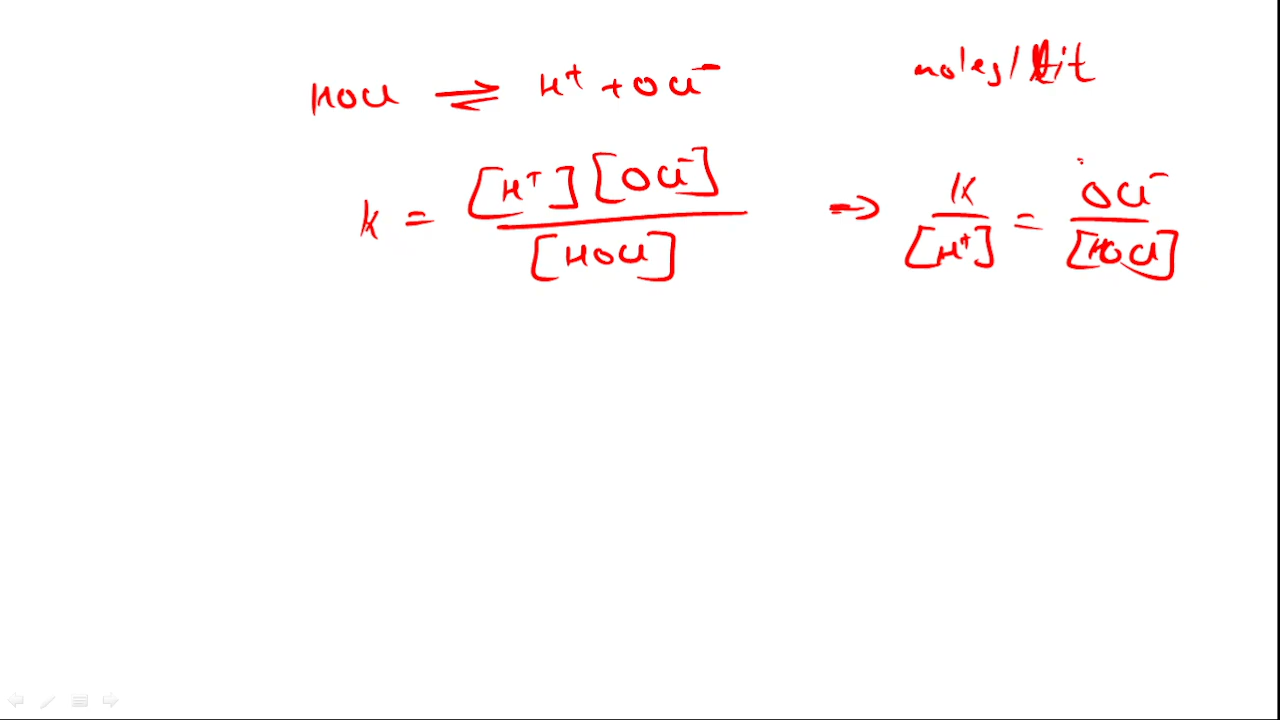 HOCl ⇌ H⁺ + OCl⁻
moles/lit
k = [H⁺] [OCl⁻] / [HOCl] ⇒ K / [H⁺] = OCl⁻ / [HOCl]